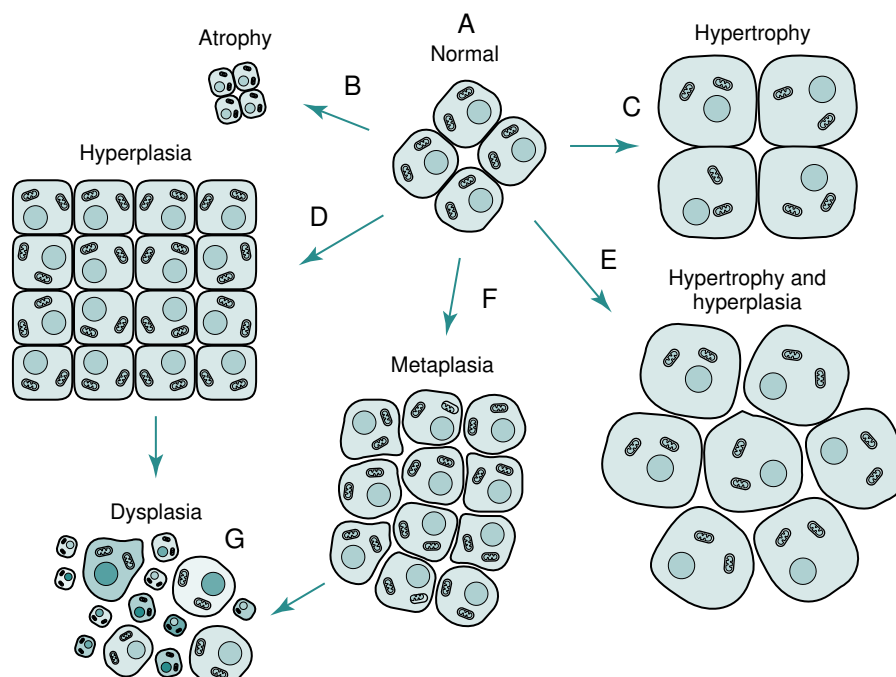 A
Normal
Atrophy
B
Hypertrophy
C
Hyperplasia
D
E
Hypertrophy and
hyperplasia
F
Metaplasia
Dysplasia
G